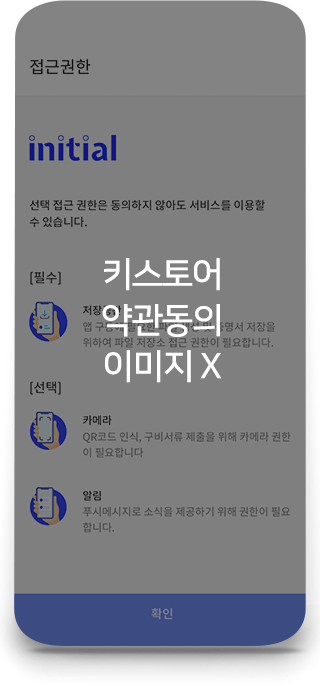 접근권한
initial
선택 접근 권한은 동의하지 않아도 서비스를 이용할
수 있습니다.
키스토어
약관동의
이미지 X
[필수]
저장
앱 구
명서 저장을
위하여 파일 저장소 접근 권한이 필요합니다.
[선택]
카메라
QR코드 인식, 구비서류 제출을 위해 카메라 권한
이 필요합니다
알림
푸시메시지로 소식을 제공하기 위해 권한이 필요
합니다.
확인